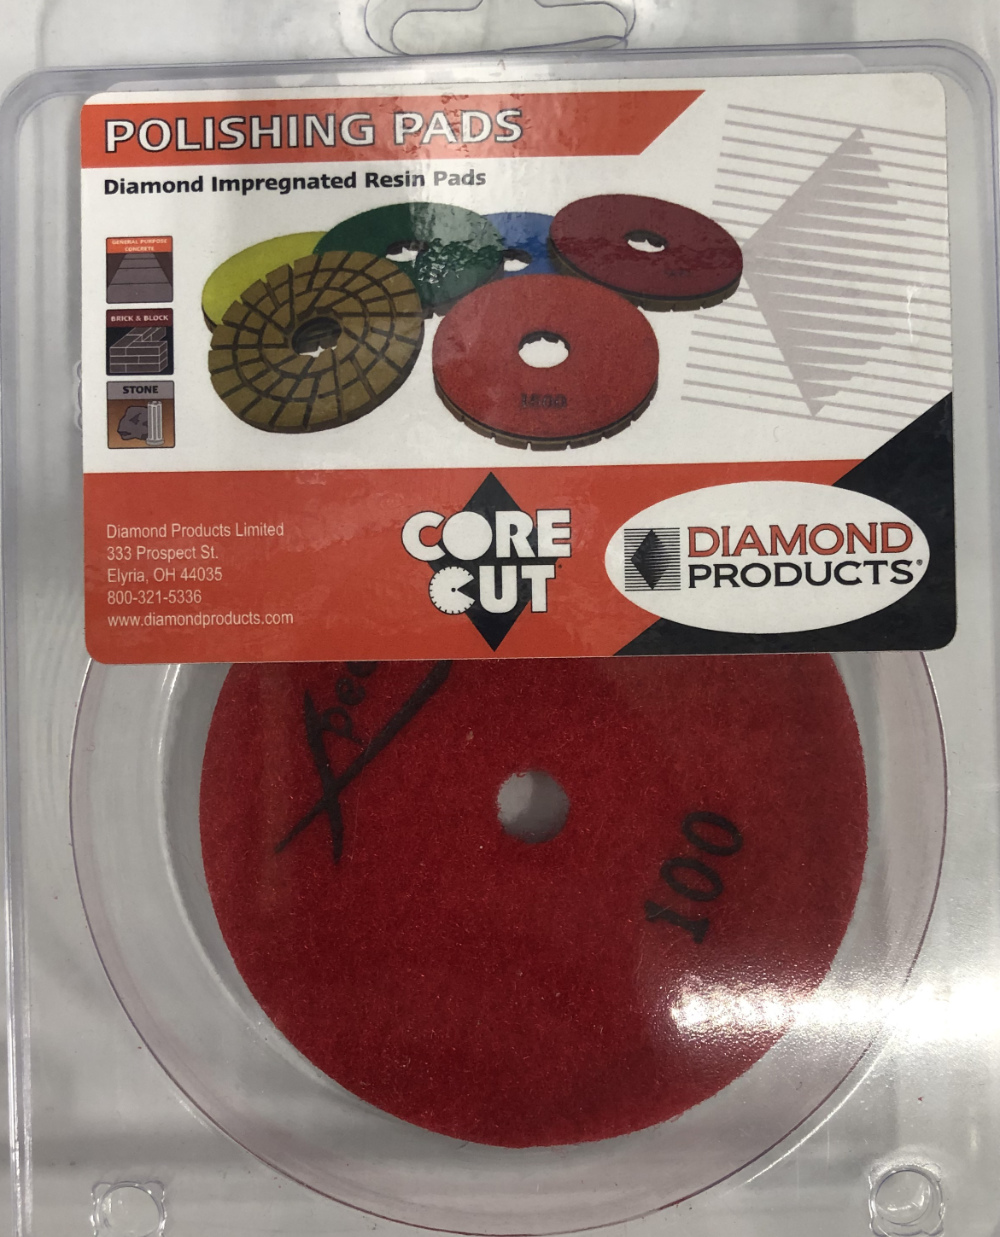 POLISHING PADS
Diamond Impregnated Resin Pads
GENERAL PURPOSE
CONCRETE
BRICK & BLOCK
STONE
Diamond Products Limited
333 Prospect St.
Elyria, OH 44035
800-321-5336
www.diamondproducts.com
CORE
CUT
DIAMOND
PRODUCTS®
100